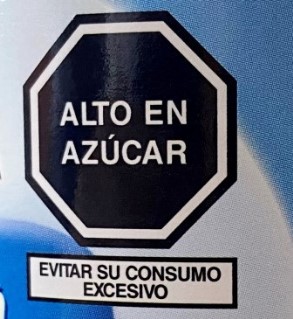 ALTO EN
AZÚCAR
EVITAR SU CONSUMO
EXCESIVO